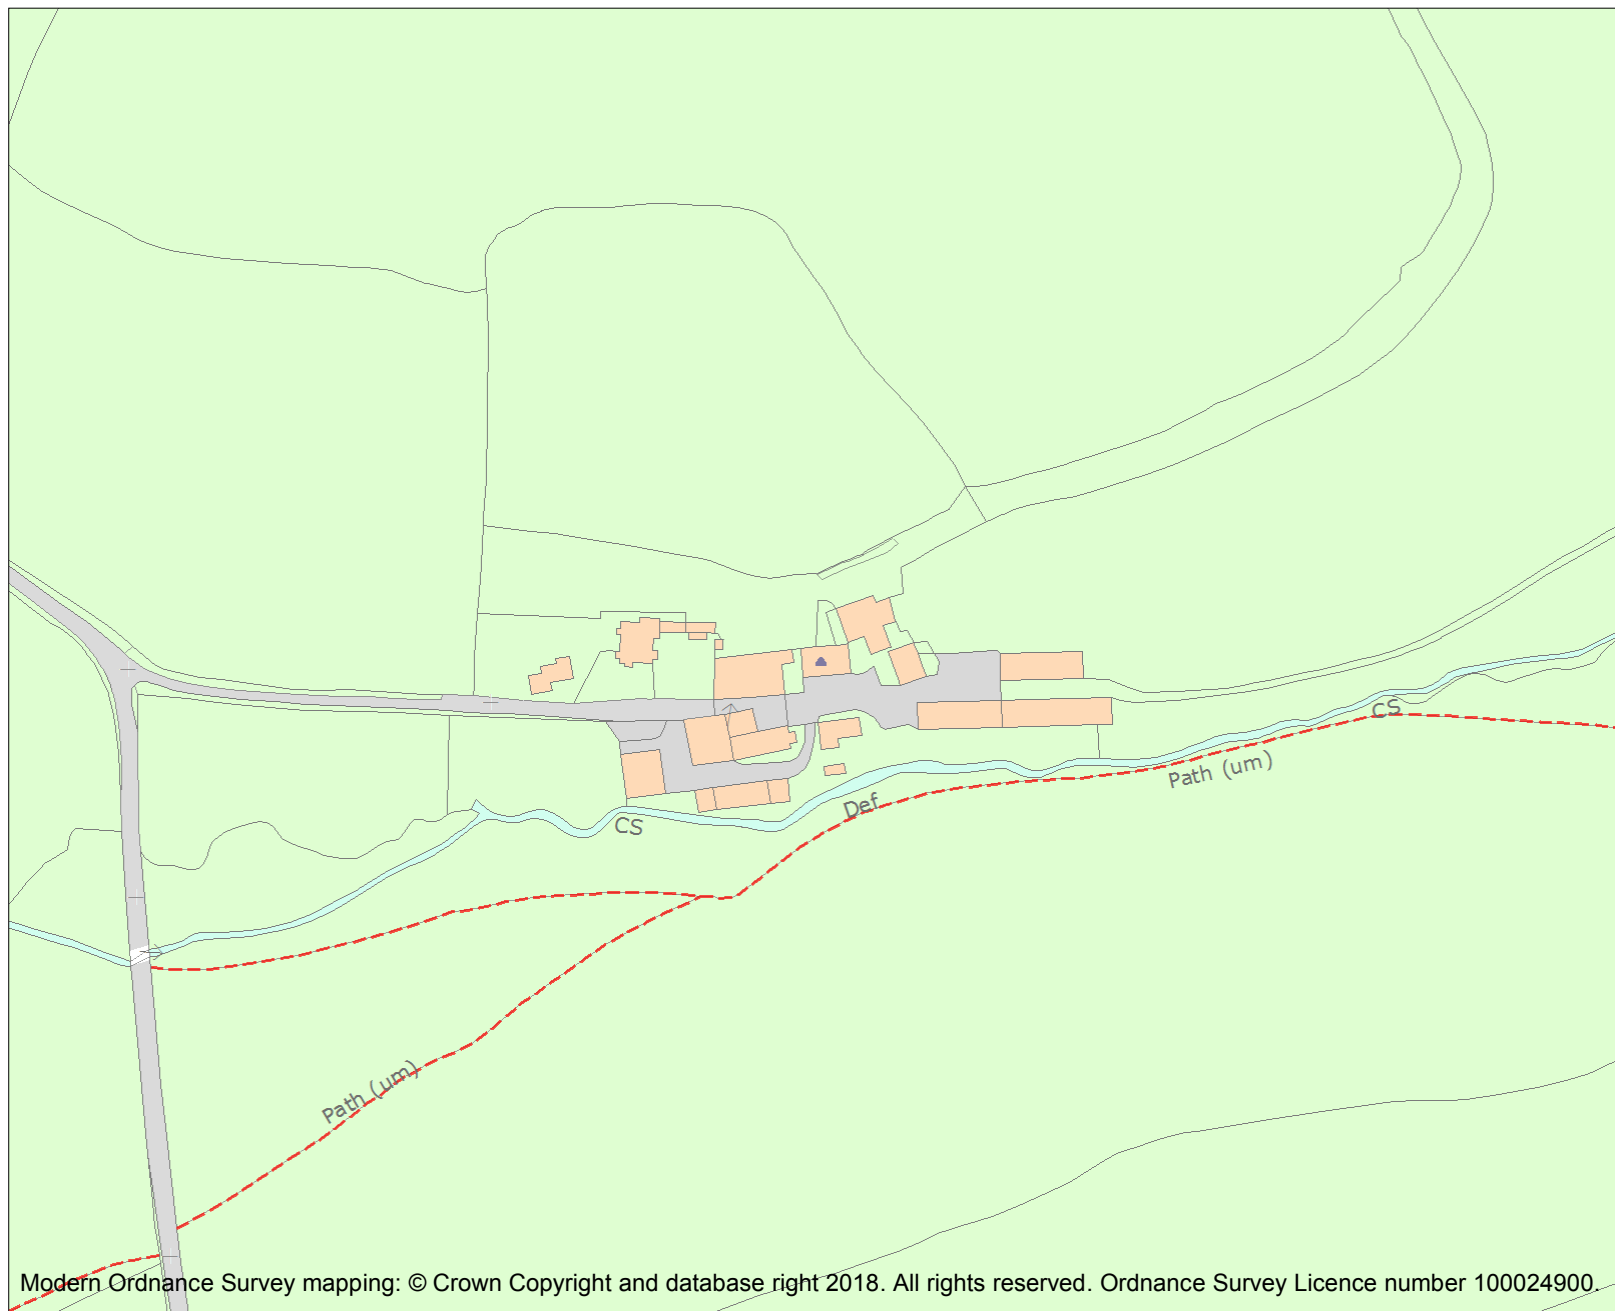 CS
Path (um)
Def
CS
Path (um)
Modern Ordnance Survey mapping: © Crown Copyright and database right 2018. All rights reserved. Ordnance Survey Licence number 100024900.